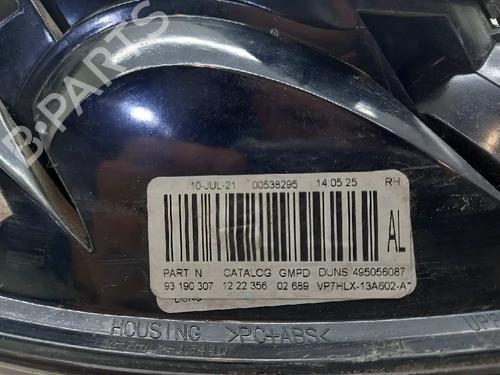 B-PARTS
10-JUL-21 00538295 14:05:25 RH
AL
PART N CATALOG GMPD DUNS 495056087
93 190 307 12 22 356 02 689 VP7HLX-13A602-A
DUNS
HOUSING >PC+ABS<